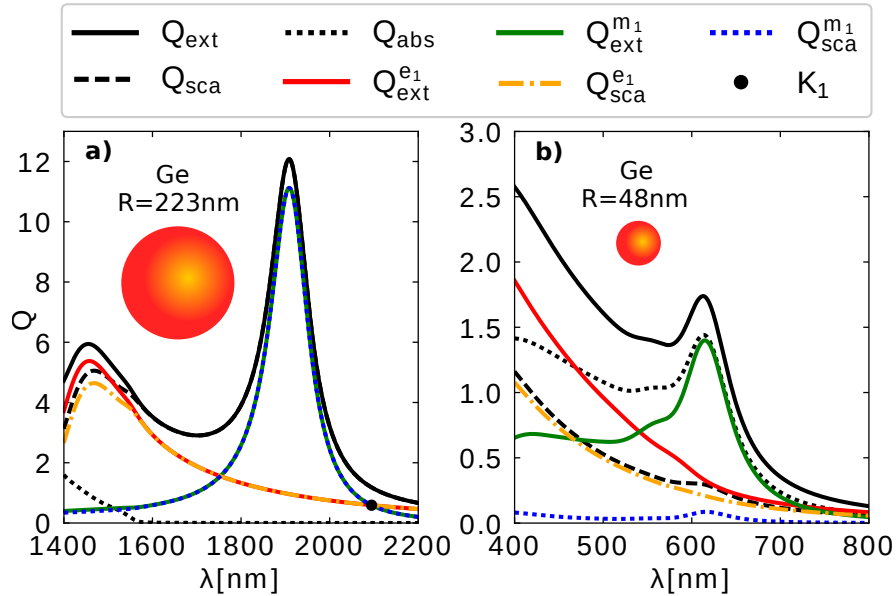 Q_ext Q_abs Q_ext^m₁ Q_sca^m₁
Q_sca Q_ext^e₁ Q_sca^e₁ K₁
a)
Ge
R=223nm
Q
12
10
8
6
4
2
0
1400 1600 1800 2000 2200
λ[nm]
b)
Ge
R=48nm
3.0
2.5
2.0
1.5
1.0
0.5
0.0
400 500 600 700 800
λ[nm]